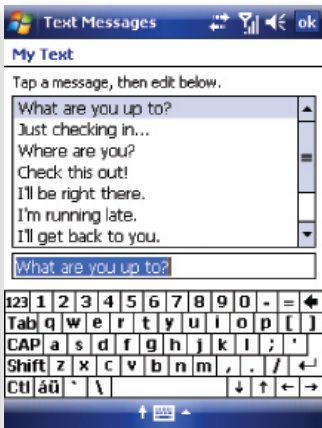 Text Messages ok
My Text
Tap a message, then edit below.
What are you up to?
Just checking in...
Where are you?
Check this out!
I'll be right there.
I'm running late.
I'll get back to you.
What are you up to?
123 1 2 3 4 5 6 7 8 9 0 - =
Tab q w e r t y u i o p [ ]
CAP a s d f g h j k l ; '
Shift z x c v b n m , . /
Ctl áü ` \